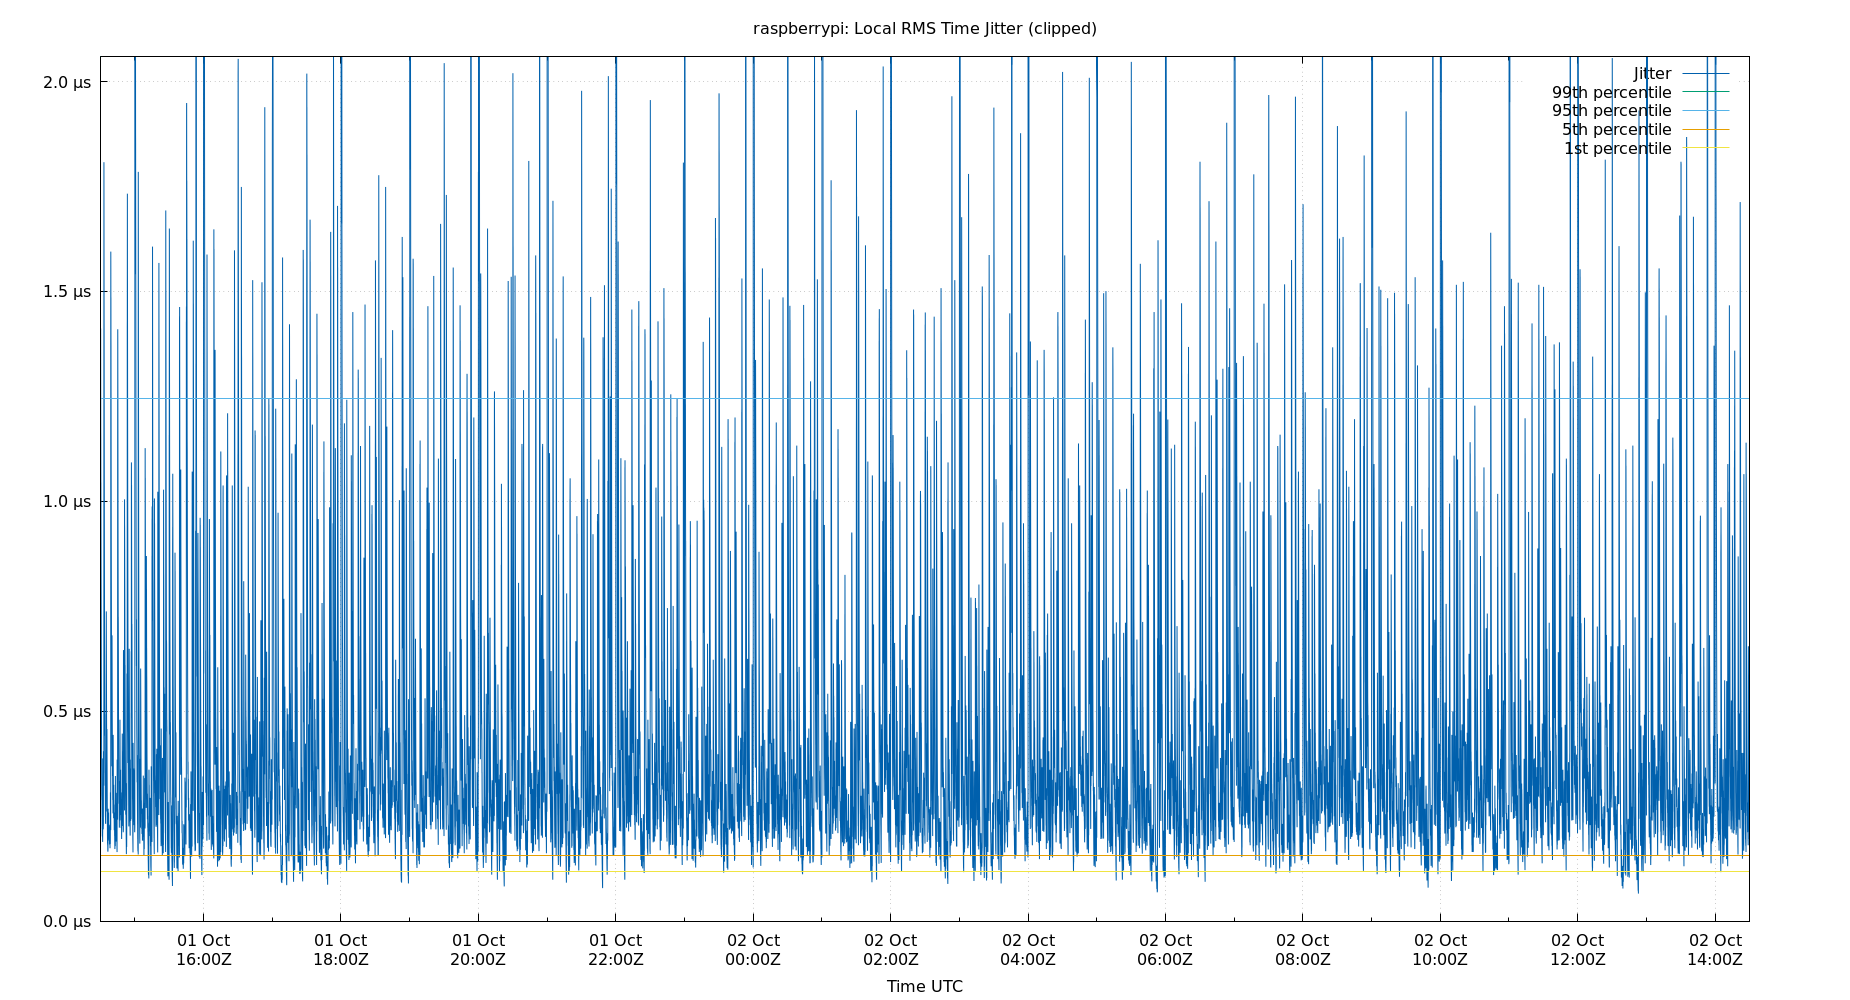 raspberrypi: Local RMS Time Jitter (clipped)
Jitter
99th percentile
95th percentile
5th percentile
1st percentile
2.0 µs
1.5 µs
1.0 µs
0.5 µs
0.0 µs
01 Oct 01 Oct 01 Oct 01 Oct 02 Oct 02 Oct 02 Oct 02 Oct 02 Oct 02 Oct 02 Oct 02 Oct
16:00Z 18:00Z 20:00Z 22:00Z 00:00Z 02:00Z 04:00Z 06:00Z 08:00Z 10:00Z 12:00Z 14:00Z
Time UTC